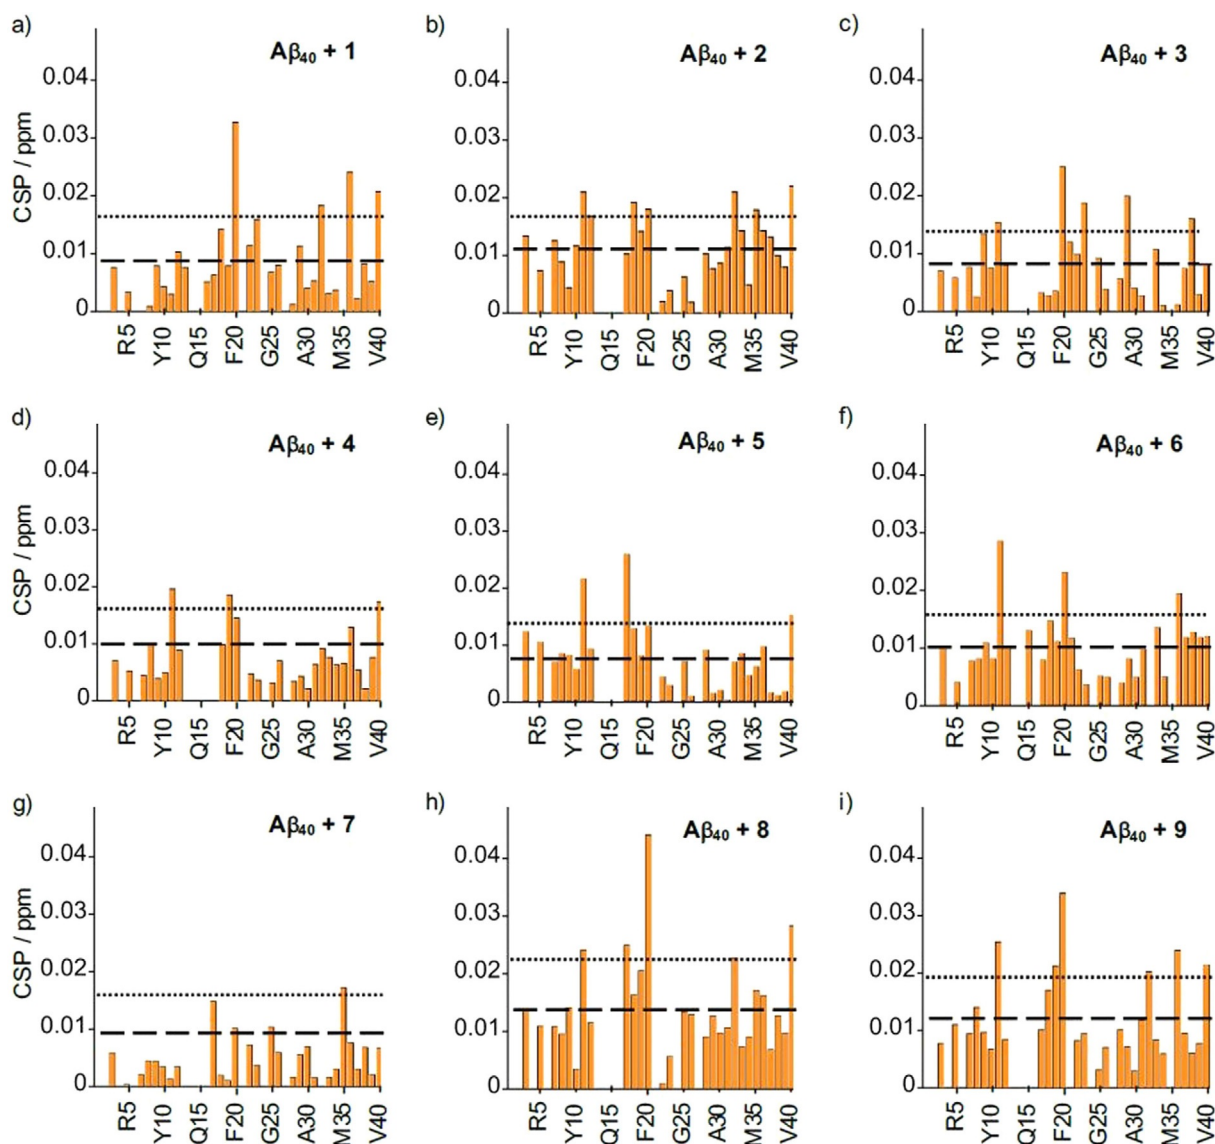 a)
Aβ40 + 1
CSP / ppm
0.04
0.03
0.02
0.01
0
R5 Y10 Q15 F20 G25 A30 M35 V40
b)
Aβ40 + 2
0.04
0.03
0.02
0.01
0
R5 Y10 Q15 F20 G25 A30 M35 V40
c)
Aβ40 + 3
0.04
0.03
0.02
0.01
0
R5 Y10 Q15 F20 G25 A30 M35 V40
d)
Aβ40 + 4
CSP / ppm
0.04
0.03
0.02
0.01
0
R5 Y10 Q15 F20 G25 A30 M35 V40
e)
Aβ40 + 5
0.04
0.03
0.02
0.01
0
R5 Y10 Q15 F20 G25 A30 M35 V40
f)
Aβ40 + 6
0.04
0.03
0.02
0.01
0
R5 Y10 Q15 F20 G25 A30 M35 V40
g)
Aβ40 + 7
CSP / ppm
0.04
0.03
0.02
0.01
0
R5 Y10 Q15 F20 G25 A30 M35 V40
h)
Aβ40 + 8
0.04
0.03
0.02
0.01
0
R5 Y10 Q15 F20 G25 A30 M35 V40
i)
Aβ40 + 9
0.04
0.03
0.02
0.01
0
R5 Y10 Q15 F20 G25 A30 M35 V40